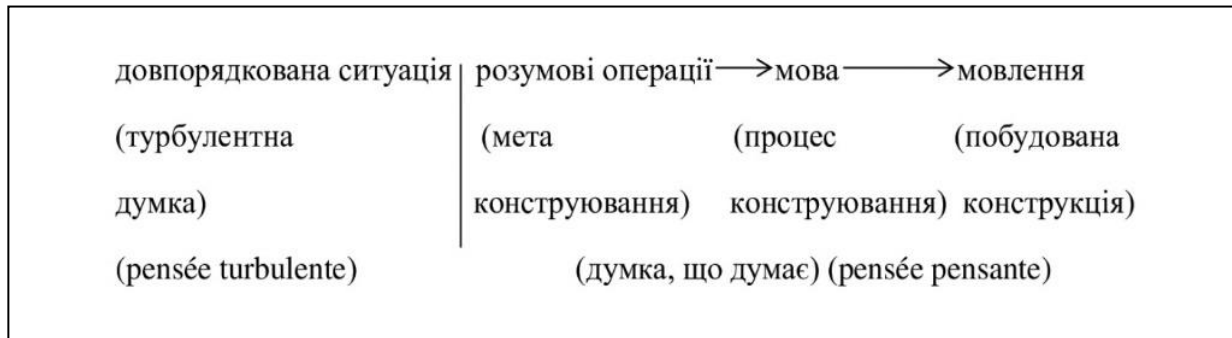 довпорядкована ситуація розумові операції мова мовлення
(турбулентна (мета (процес (побудована
думка) конструювання) конструювання) конструкція)
(pensée turbulente) (думка, що думає) (pensée pensante)